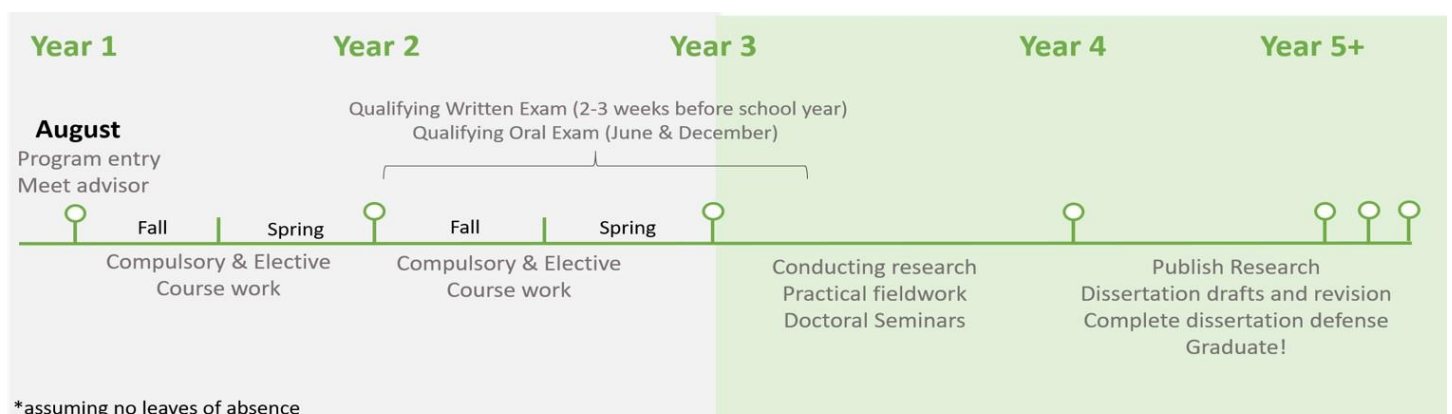 Year 1
Year 2
Year 3
Year 4
Year 5+
Qualifying Written Exam (2-3 weeks before school year)
Qualifying Oral Exam (June & December)
August
Program entry
Meet advisor
Fall
Spring
Fall
Spring
Compulsory & Elective
Course work
Compulsory & Elective
Course work
Conducting research
Practical fieldwork
Doctoral Seminars
Publish Research
Dissertation drafts and revision
Complete dissertation defense
Graduate!
*assuming no leaves of absence